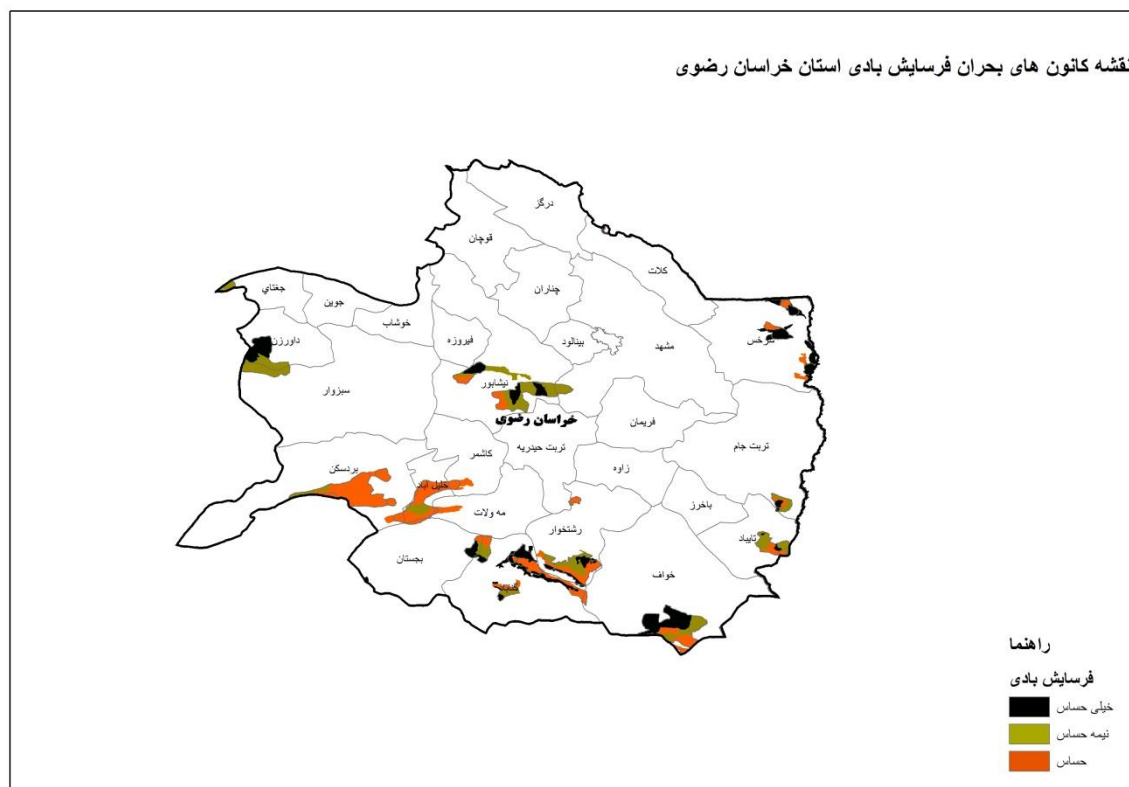 نقشه کانون های بحران فرسایش بادی استان خراسان رضوی
درگز
قوچان
کلات
چناران
جغتاي
جوین
خوشاب
فیروزه
بینالود
مشهد
سرخس
داورزن
نیشابور
سبزوار
خراسان رضوی
فریمان
تربت حیدریه
تربت جام
کاشمر
بردسکن
خلیل آباد
زاوه
مه ولات
رشتخوار
باخرز
تایباد
بجستان
خواف
گناباد
راهنما
فرسایش بادی
خیلی حساس
نیمه حساس
حساس